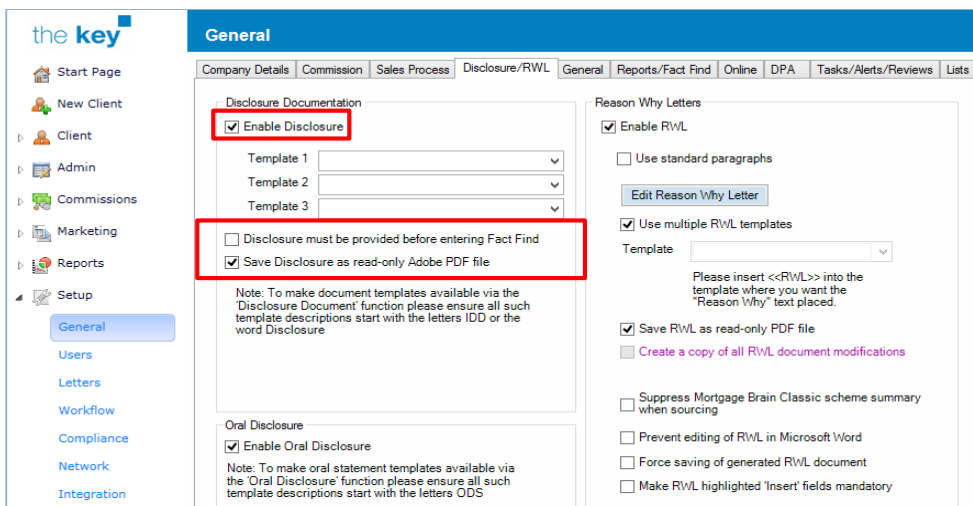 the key
General
Start Page
New Client
Client
Admin
Commissions
Marketing
Reports
Setup
General
Users
Letters
Workflow
Compliance
Network
Integration
Company Details
Commission
Sales Process
Disclosure/RWL
General
Reports/Fact Find
Online
DPA
Tasks/Alerts/Reviews
Lists
Disclosure Documentation
Enable Disclosure
Template 1
Template 2
Template 3
Disclosure must be provided before entering Fact Find
Save Disclosure as read-only Adobe PDF file
Note: To make document templates available via the
'Disclosure Document' function please ensure all such
template descriptions start with the letters IDD or the
word Disclosure
Oral Disclosure
Enable Oral Disclosure
Note: To make oral statement templates available via
the 'Oral Disclosure' function please ensure all such
template descriptions start with the letters ODS
Reason Why Letters
Enable RWL
Use standard paragraphs
Edit Reason Why Letter
Use multiple RWL templates
Template
Please insert <<RWL>> into the
template where you want the
"Reason Why" text placed.
Save RWL as read-only PDF file
Create a copy of all RWL document modifications
Suppress Mortgage Brain Classic scheme summary
when sourcing
Prevent editing of RWL in Microsoft Word
Force saving of generated RWL document
Make RWL highlighted 'Insert' fields mandatory